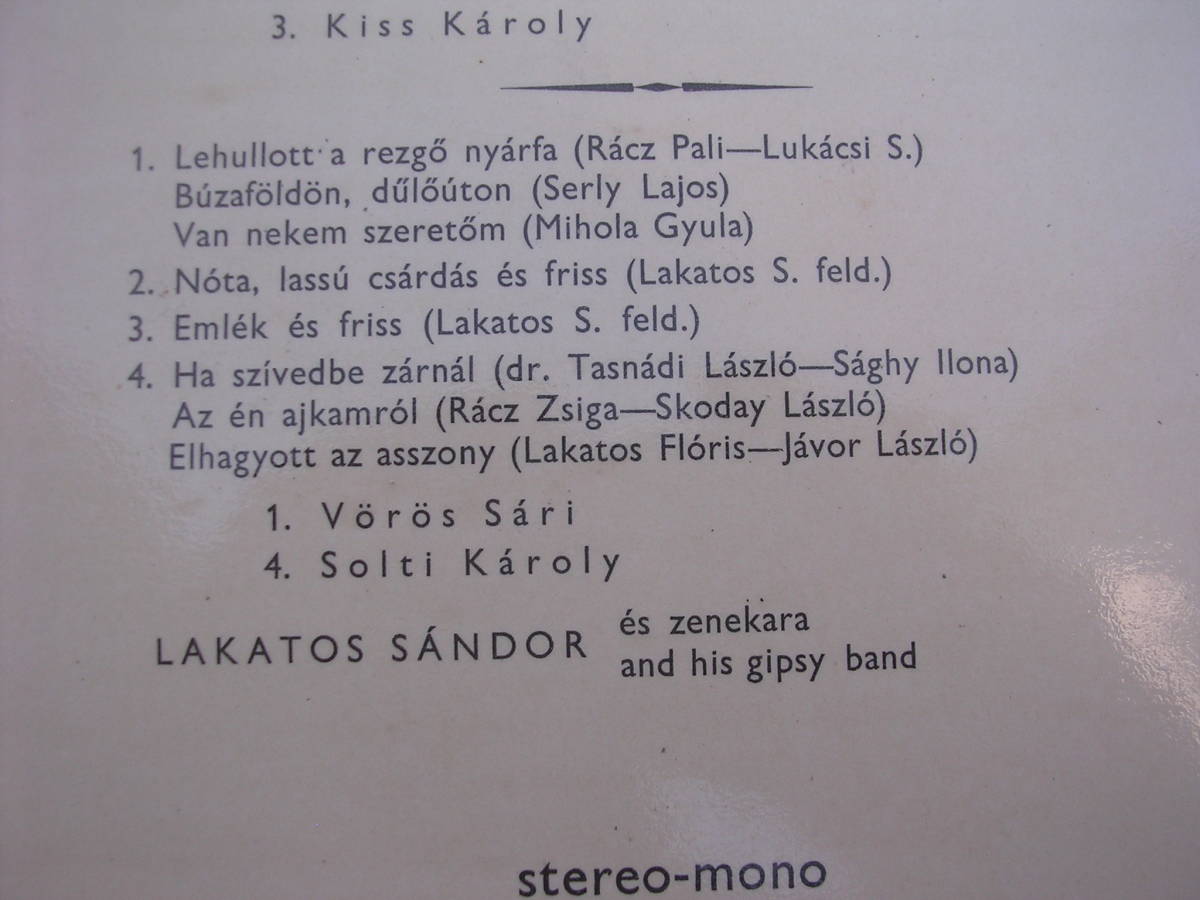 3. Kiss Károly
1. Lehullott a rezgő nyárfa (Rácz Pali—Lukácsi S.)
Búzaföldön, dűlőúton (Serly Lajos)
Van nekem szeretőm (Mihola Gyula)
2. Nóta, lassú csárdás és friss (Lakatos S. feld.)
3. Emlék és friss (Lakatos S. feld.)
4. Ha szívedbe zárnál (dr. Tasnádi László—Sághy Ilona)
Az én ajkamról (Rácz Zsiga—Skoday László)
Elhagyott az asszony (Lakatos Flóris—Jávor László)
1. Vörös Sári
4. Solti Károly
LAKATOS SÁNDOR
és zenekara
and his gipsy band
stereo-mono